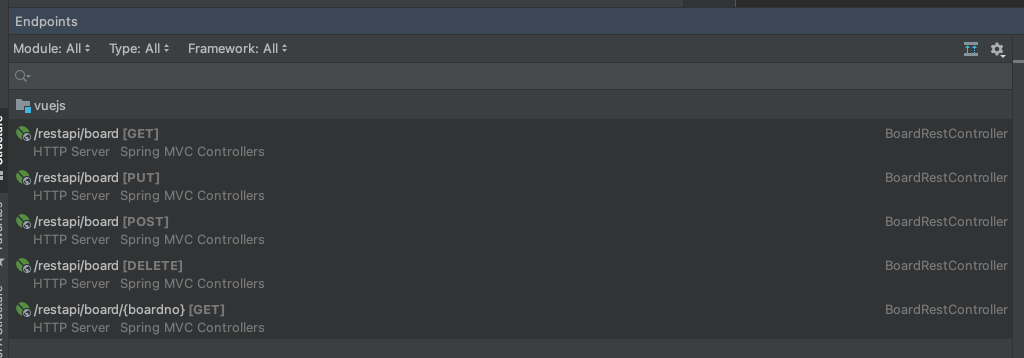 Endpoints
Module: All Type: All Framework: All
vuejs
/restapi/board [GET] BoardRestController
HTTP Server Spring MVC Controllers
/restapi/board [PUT] BoardRestController
HTTP Server Spring MVC Controllers
/restapi/board [POST] BoardRestController
HTTP Server Spring MVC Controllers
/restapi/board [DELETE] BoardRestController
HTTP Server Spring MVC Controllers
/restapi/board/{boardno} [GET] BoardRestController
HTTP Server Spring MVC Controllers